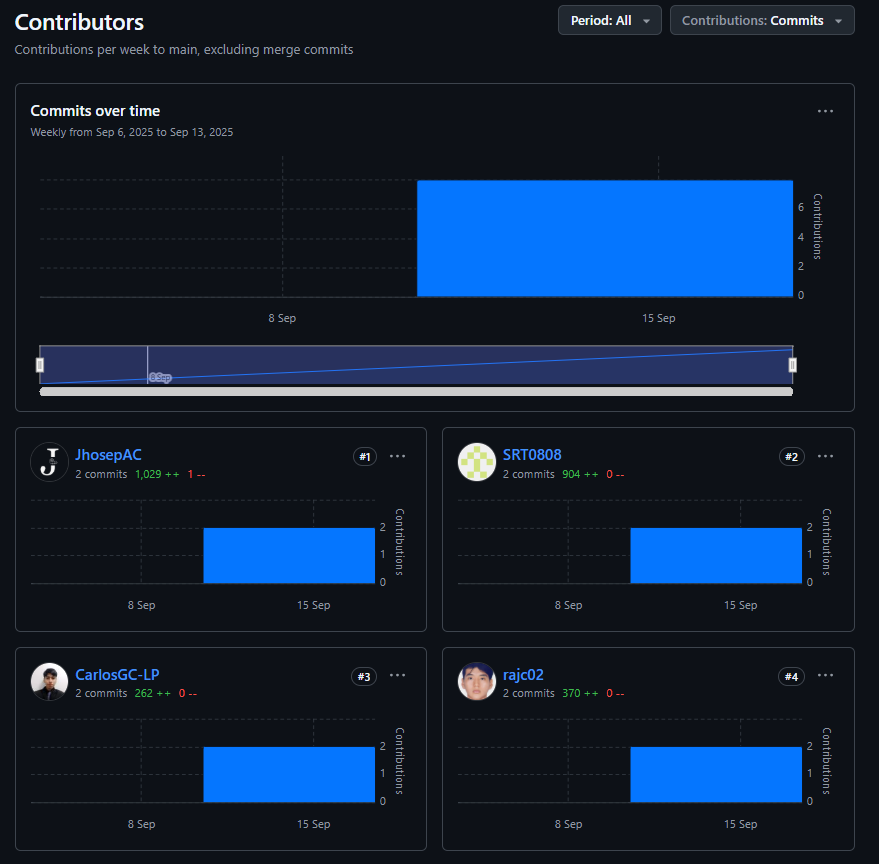 Contributors
Period: All
Contributions: Commits
Contributions per week to main, excluding merge commits
Commits over time
Weekly from Sep 6, 2025 to Sep 13, 2025
6
4
2
0
Contributions
8 Sep
15 Sep
8 Sep
JhosepAC
#1
2 commits 1,029 ++ 1 --
2
1
0
Contributions
8 Sep
15 Sep
SRT0808
#2
2 commits 904 ++ 0 --
2
1
0
Contributions
8 Sep
15 Sep
CarlosGC-LP
#3
2 commits 262 ++ 0 --
2
1
0
Contributions
8 Sep
15 Sep
rajc02
#4
2 commits 370 ++ 0 --
2
1
0
Contributions
8 Sep
15 Sep